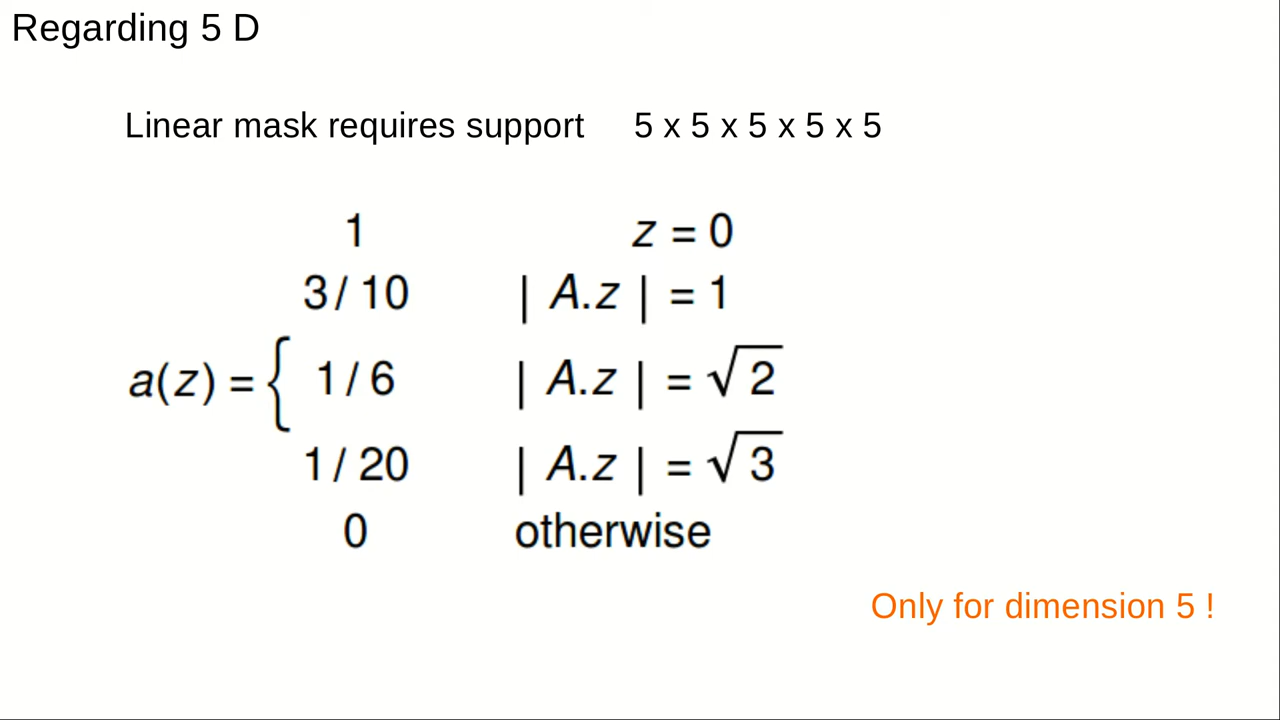 Regarding 5 D
Linear mask requires support 5 x 5 x 5 x 5 x 5
1 z = 0
3 / 10 | A.z | = 1
a(z) = { 1 / 6 | A.z | = √2
1 / 20 | A.z | = √3
0 otherwise
Only for dimension 5 !